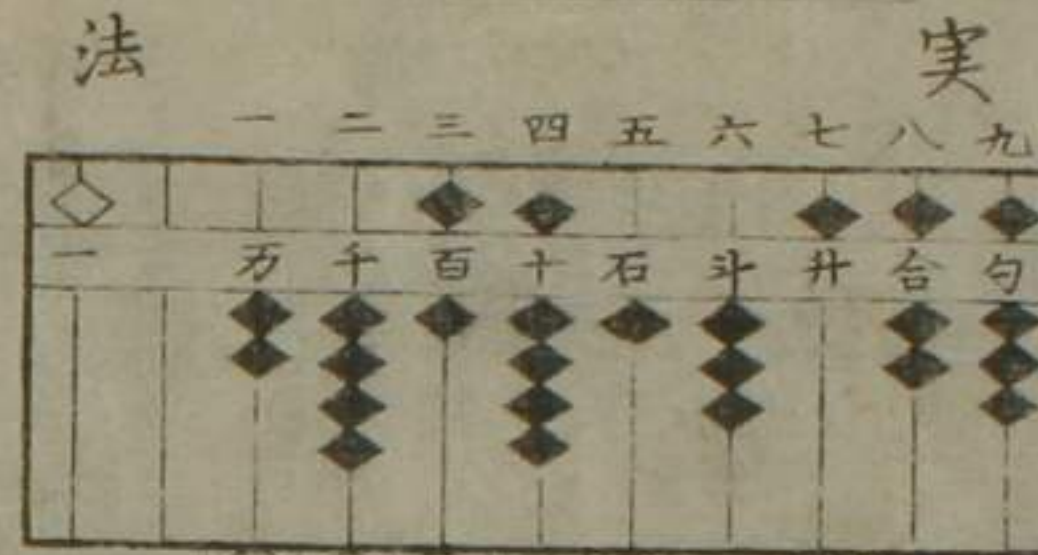 法 実
一 二 三 四 五 六 七 八 九
一 万 千 百 十 石 斗 升 合 勺